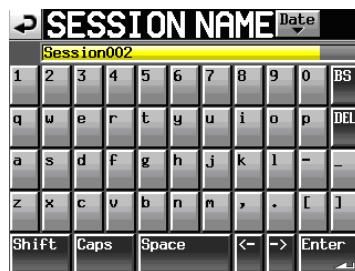 SESSION NAME Date
Session002
1 2 3 4 5 6 7 8 9 0 BS
q w e r t y u i o p DEL
a s d f g h j k l - _
z x c v b n m , . [ ]
Shift Caps Space <- -> Enter